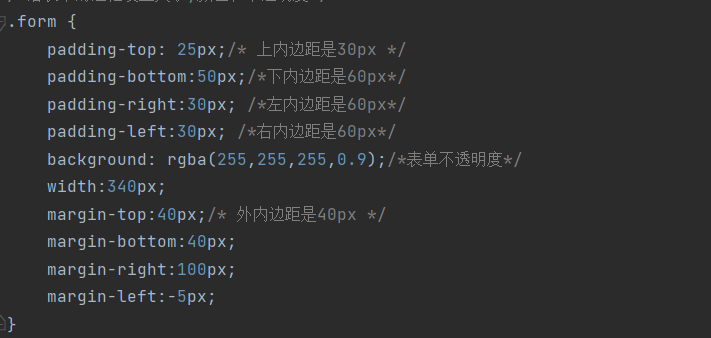 .form {
padding-top: 25px;/* 上内边距是30px */
padding-bottom:50px;/*下内边距是60px*/
padding-right:30px; /*左内边距是60px*/
padding-left:30px; /*右内边距是60px*/
background: rgba(255,255,255,0.9);/*表单不透明度*/
width:340px;
margin-top:40px;/* 外内边距是40px */
margin-bottom:40px;
margin-right:100px;
margin-left:-5px;
}